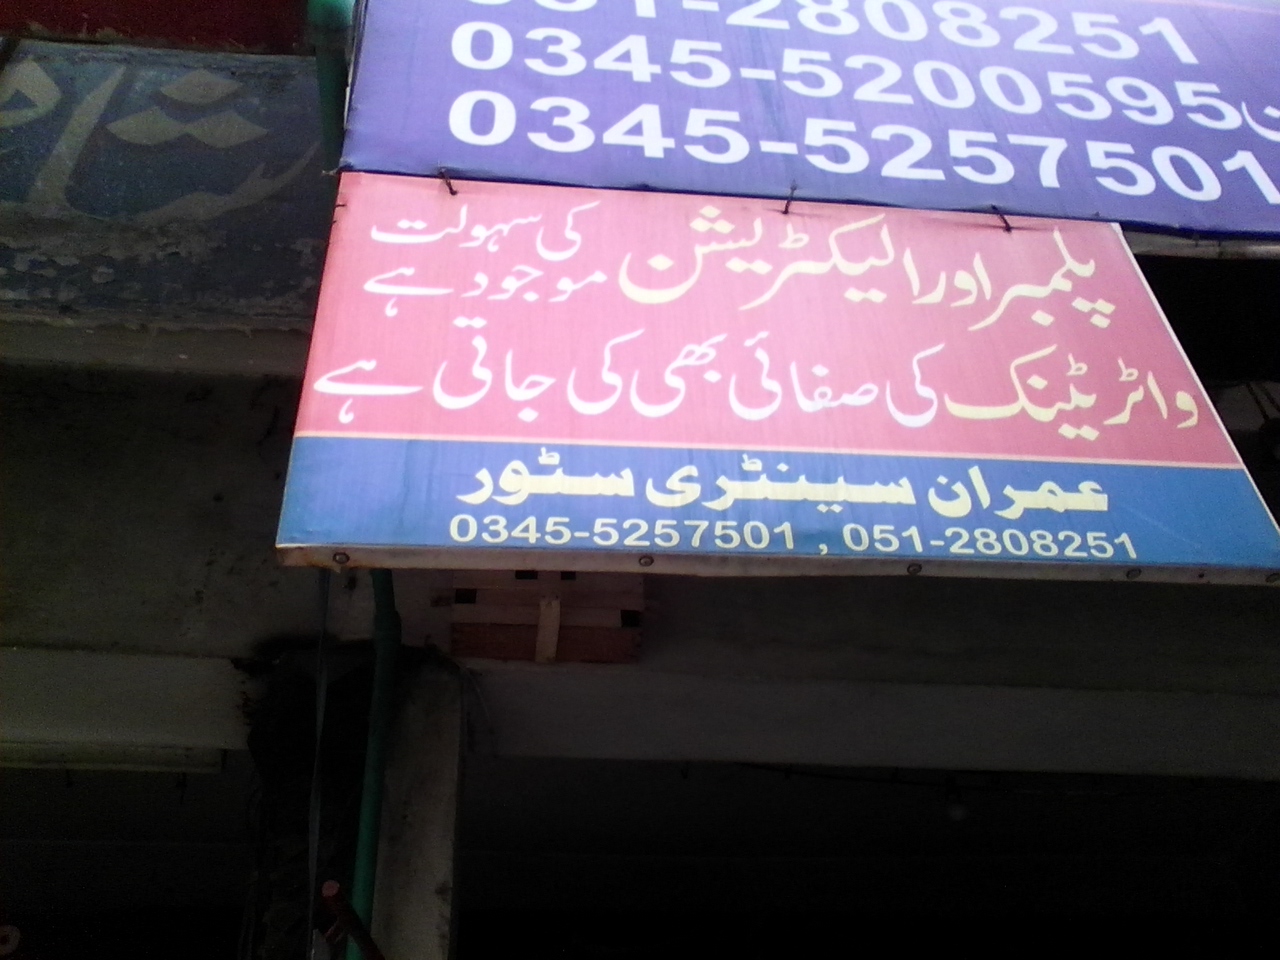 051-2808251
0345-5200595
0345-5257501
پلمبر اور الیکٹریشن کی سہولت موجود ہے
واٹر ٹینک کی صفائی بھی کی جاتی ہے
عمران سینٹری سٹور
0345-5257501 , 051-2808251